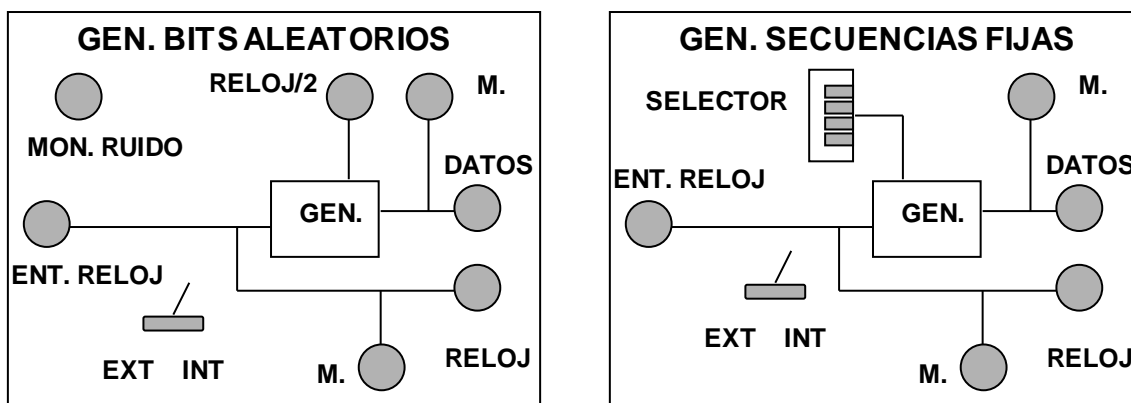 GEN. BITS ALEATORIOS
RELOJ/2
M.
MON. RUIDO
DATOS
GEN.
ENT. RELOJ
EXT INT
M.
RELOJ
GEN. SECUENCIAS FIJAS
M.
SELECTOR
DATOS
ENT. RELOJ
GEN.
EXT INT
M.
RELOJ